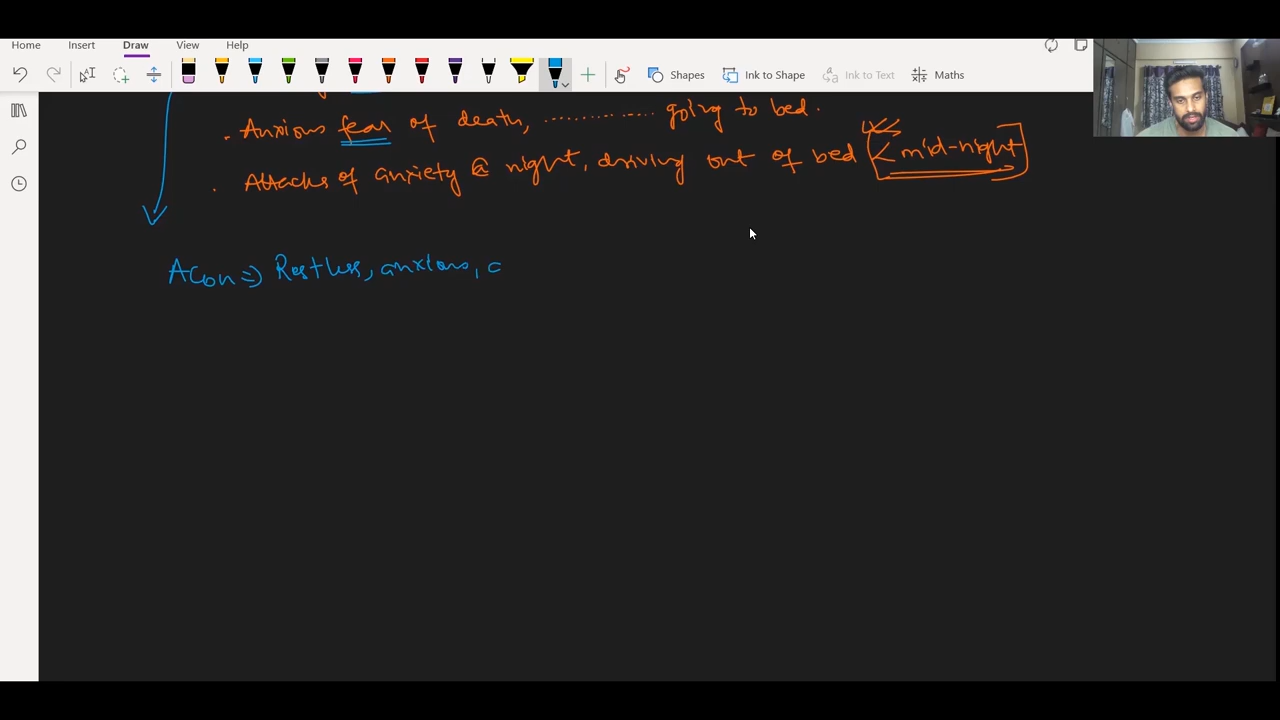 Home Insert Draw View Help
Shapes Ink to Shape Ink to Text Maths
. Anxious fear of death, .............. going to bed.
. Attacks of anxiety @ night, driving out of bed < mid-night
Acon => Restless, anxious,